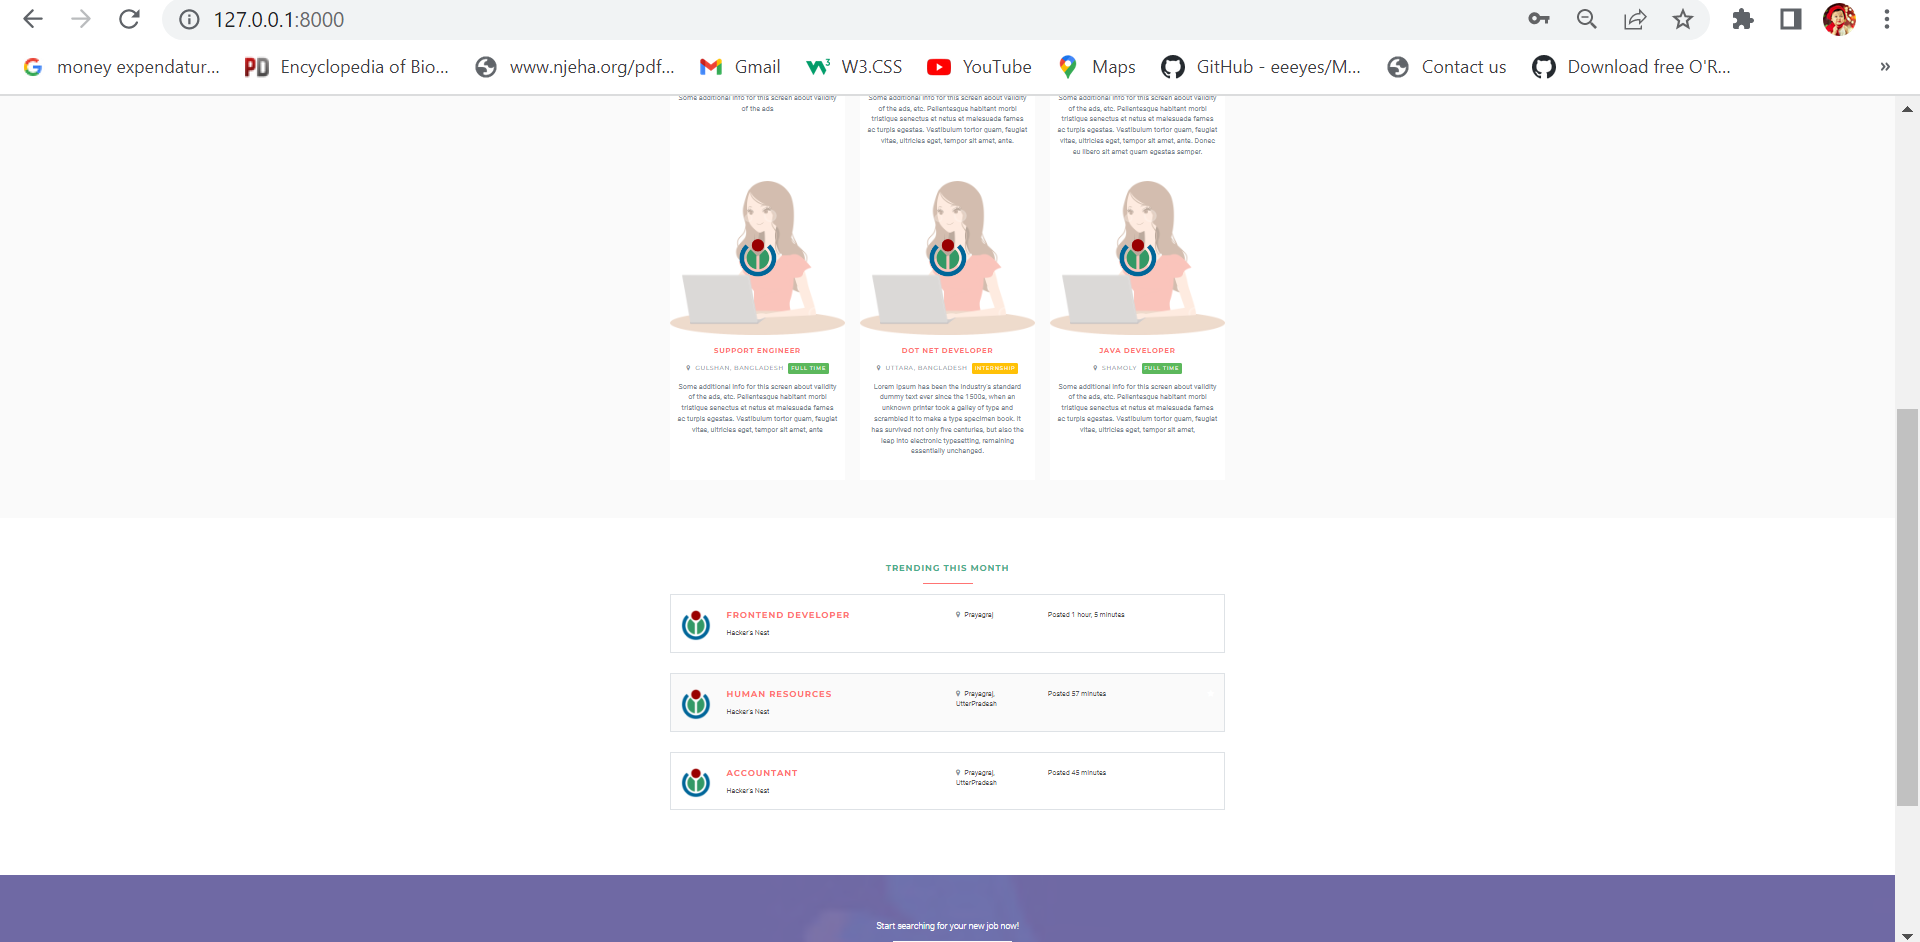 127.0.0.1:8000
money expendatur...
Encyclopedia of Bio...
www.njeha.org/pdf...
Gmail
W3.CSS
YouTube
Maps
GitHub - eeeyes/M...
Contact us
Download free O'R...
»
Some additional info for this screen about validity
of the ads
Some additional info for this screen about validity
of the ads, etc. Pellentesque habitant morbi
tristique senectus et netus et malesuada fames
ac turpis egestas. Vestibulum tortor quam, feugiat
vitae, ultricies eget, tempor sit amet, ante.
Some additional info for this screen about validity
of the ads, etc. Pellentesque habitant morbi
tristique senectus et netus et malesuada fames
ac turpis egestas. Vestibulum tortor quam, feugiat
vitae, ultricies eget, tempor sit amet, ante. Donec
eu libero sit amet quam egestas semper.
SUPPORT ENGINEER
GULSHAN, BANGLADESH FULL TIME
Some additional info for this screen about validity
of the ads, etc. Pellentesque habitant morbi
tristique senectus et netus et malesuada fames
ac turpis egestas. Vestibulum tortor quam, feugiat
vitae, ultricies eget, tempor sit amet, ante
DOT NET DEVELOPER
UTTARA, BANGLADESH INTERNSHIP
Lorem Ipsum has been the industry's standard
dummy text ever since the 1500s, when an
unknown printer took a galley of type and
scrambled it to make a type specimen book. It
has survived not only five centuries, but also the
leap into electronic typesetting, remaining
essentially unchanged.
JAVA DEVELOPER
SHAMOLY FULL TIME
Some additional info for this screen about validity
of the ads, etc. Pellentesque habitant morbi
tristique senectus et netus et malesuada fames
ac turpis egestas. Vestibulum tortor quam, feugiat
vitae, ultricies eget, tempor sit amet,
TRENDING THIS MONTH
FRONTEND DEVELOPER
Hacker's Nest
Prayagraj
Posted 1 hour, 5 minutes
HUMAN RESOURCES
Hacker's Nest
Prayagraj,
UtterPradesh
Posted 57 minutes
ACCOUNTANT
Hacker's Nest
Prayagraj,
UtterPradesh
Posted 45 minutes
Start searching for your new job now!